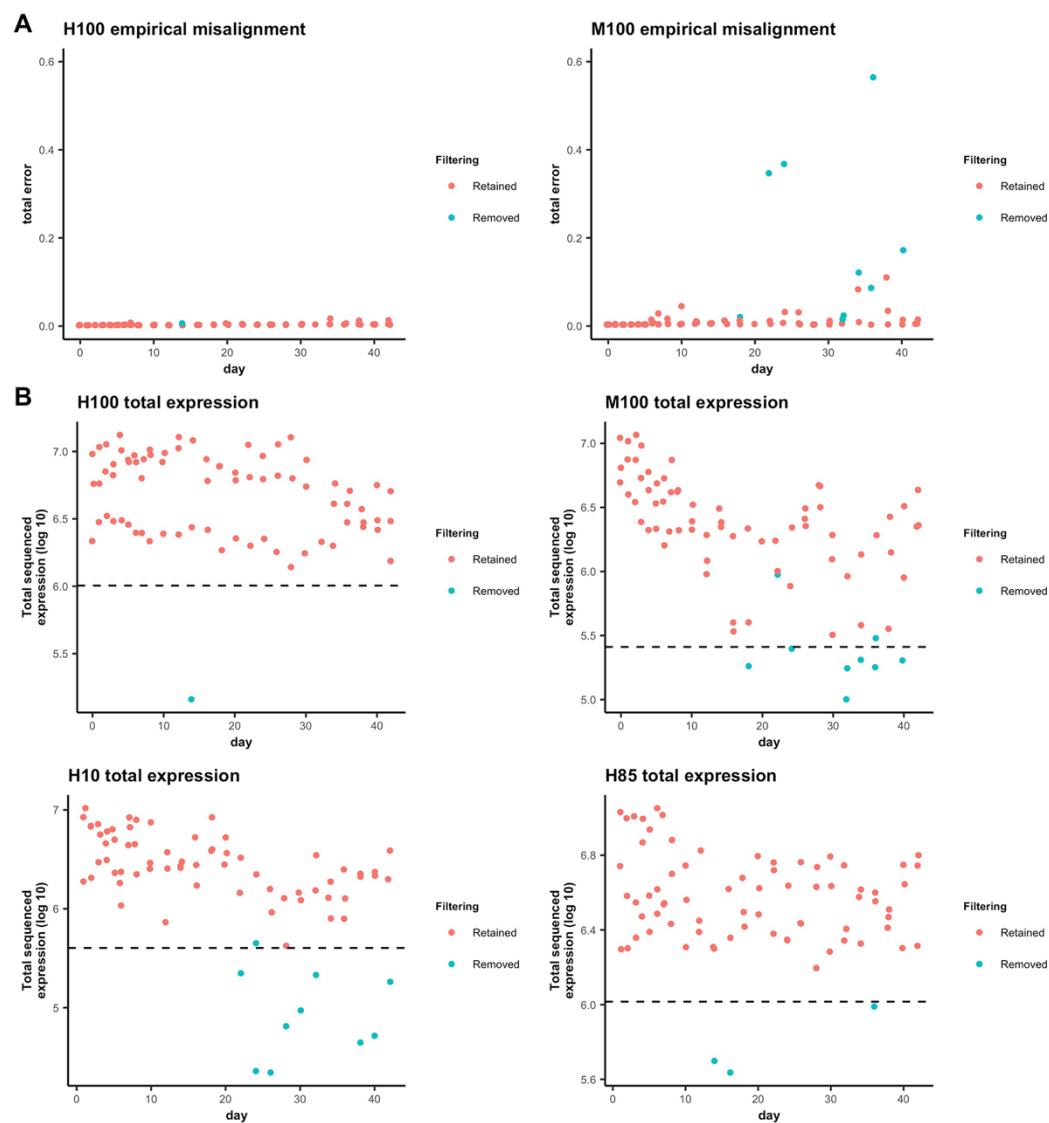 A
H100 empirical misalignment
0.6
0.4
0.2
0.0
total error
0 10 20 30 40
day
Filtering
Retained
Removed
M100 empirical misalignment
0.6
0.4
0.2
0.0
total error
0 10 20 30 40
day
Filtering
Retained
Removed
B
H100 total expression
7.0
6.5
6.0
5.5
Total sequenced
expression (log 10)
0 10 20 30 40
day
Filtering
Retained
Removed
M100 total expression
7.0
6.5
6.0
5.5
5.0
Total sequenced
expression (log 10)
0 10 20 30 40
day
Filtering
Retained
Removed
H10 total expression
7
6
5
Total sequenced
expression (log 10)
0 10 20 30 40
day
Filtering
Retained
Removed
H85 total expression
6.8
6.4
6.0
5.6
Total sequenced
expression (log 10)
0 10 20 30 40
day
Filtering
Retained
Removed